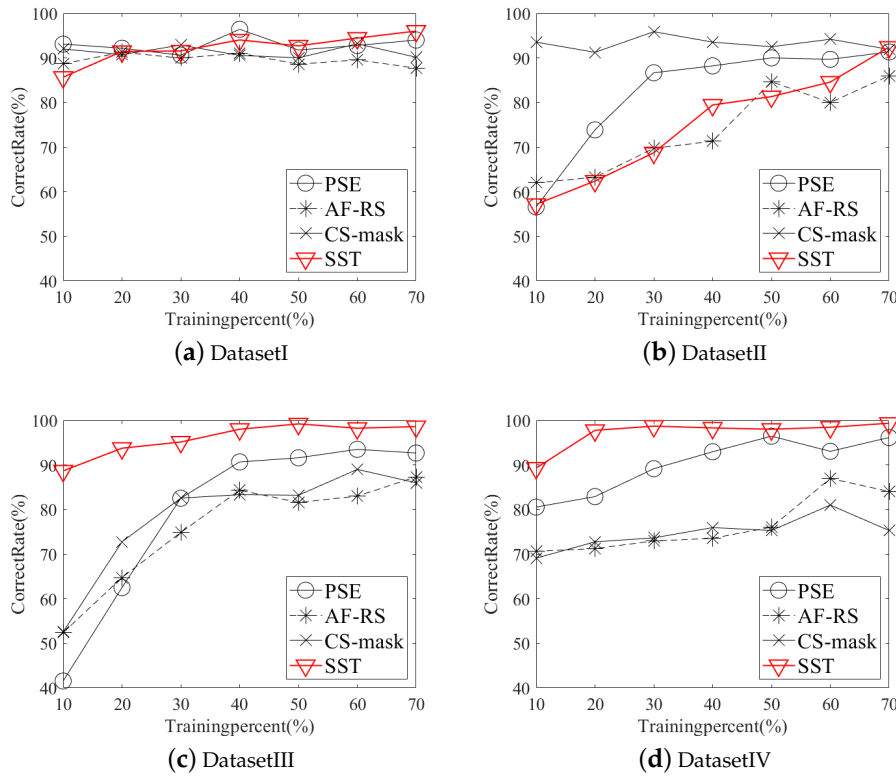 100
90
80
70
60
50
40
CorrectRate(%)
PSE
AF-RS
CS-mask
SST
10 20 30 40 50 60 70
Trainingpercent(%)
(a) DatasetI
100
90
80
70
60
50
40
CorrectRate(%)
PSE
AF-RS
CS-mask
SST
10 20 30 40 50 60 70
Trainingpercent(%)
(b) DatasetII
100
90
80
70
60
50
40
CorrectRate(%)
PSE
AF-RS
CS-mask
SST
10 20 30 40 50 60 70
Trainingpercent(%)
(c) DatasetIII
100
90
80
70
60
50
40
CorrectRate(%)
PSE
AF-RS
CS-mask
SST
10 20 30 40 50 60 70
Trainingpercent(%)
(d) DatasetIV